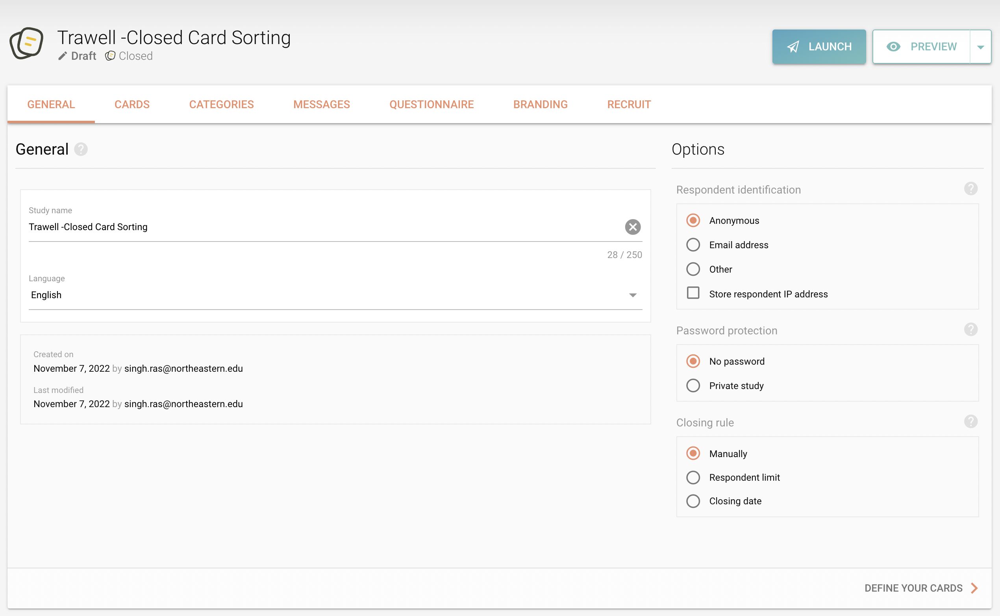 Trawell -Closed Card Sorting
Draft Closed
LAUNCH
PREVIEW
GENERAL CARDS CATEGORIES MESSAGES QUESTIONNAIRE BRANDING RECRUIT
General ?
Study name
Trawell -Closed Card Sorting
28 / 250
Language
English
Created on
November 7, 2022 by singh.ras@northeastern.edu
Last modified
November 7, 2022 by singh.ras@northeastern.edu
Options
Respondent identification ?
Anonymous
Email address
Other
Store respondent IP address
Password protection ?
No password
Private study
Closing rule ?
Manually
Respondent limit
Closing date
DEFINE YOUR CARDS